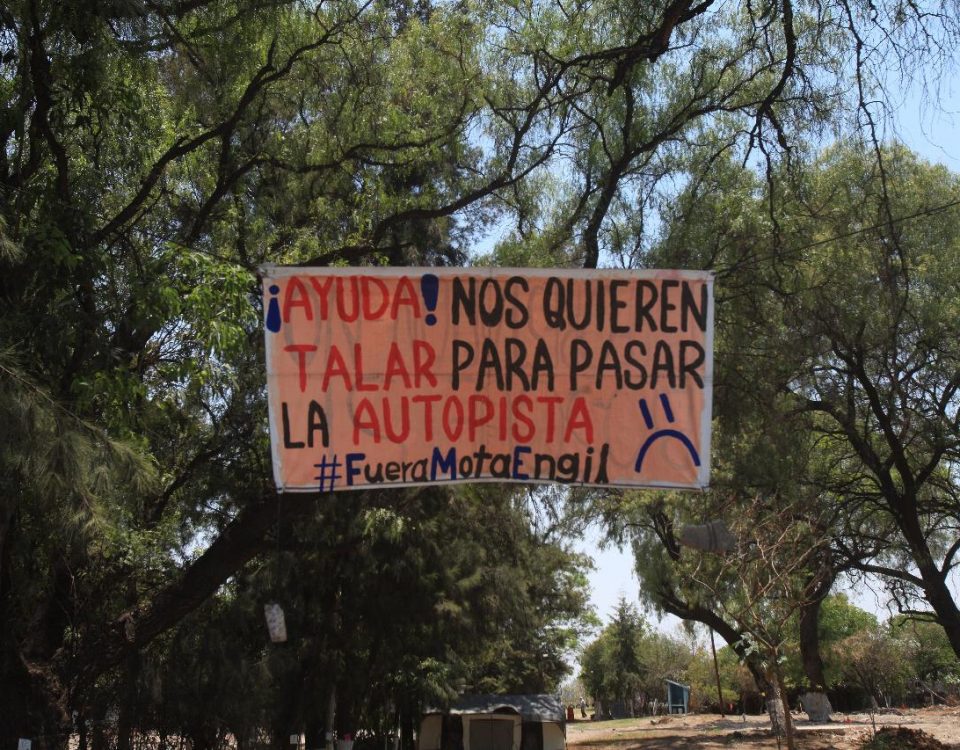 ¡AYUDA! NOS QUIEREN
TALAR PARA PASAR
LA AUTOPISTA
#FueraMotaEngil